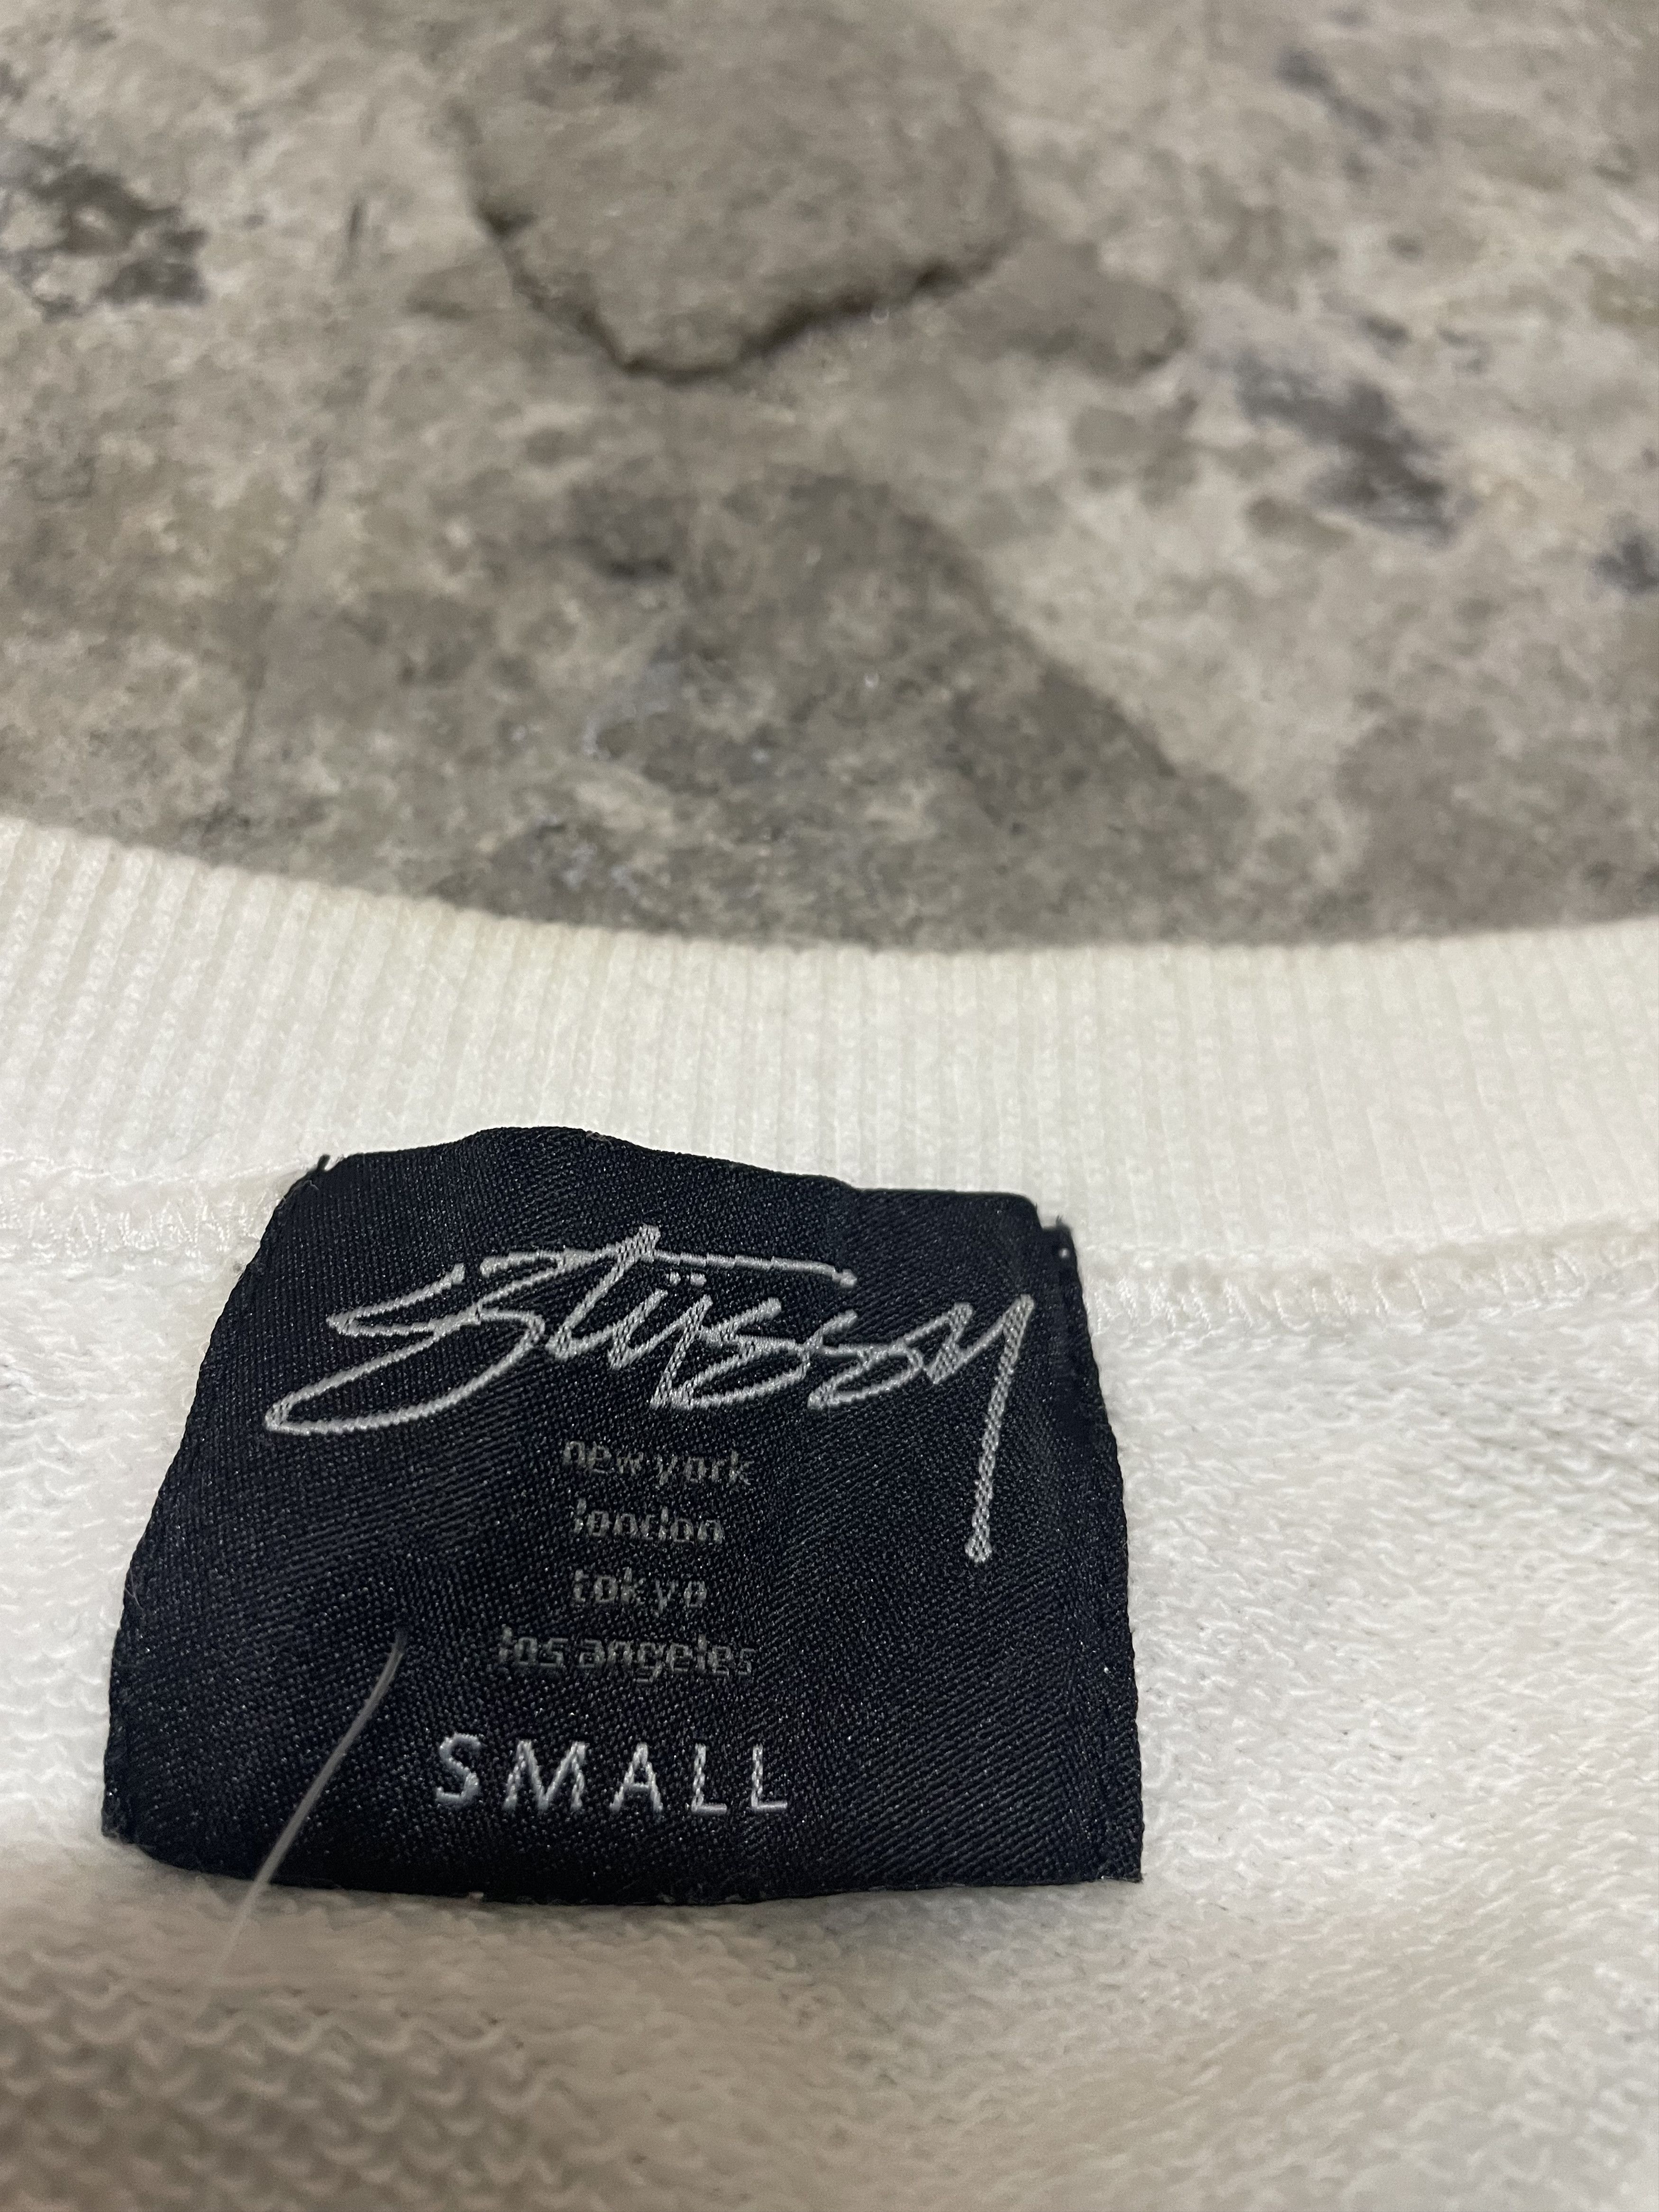 Stüssy
new york
london
tokyo
los angeles
SMALL